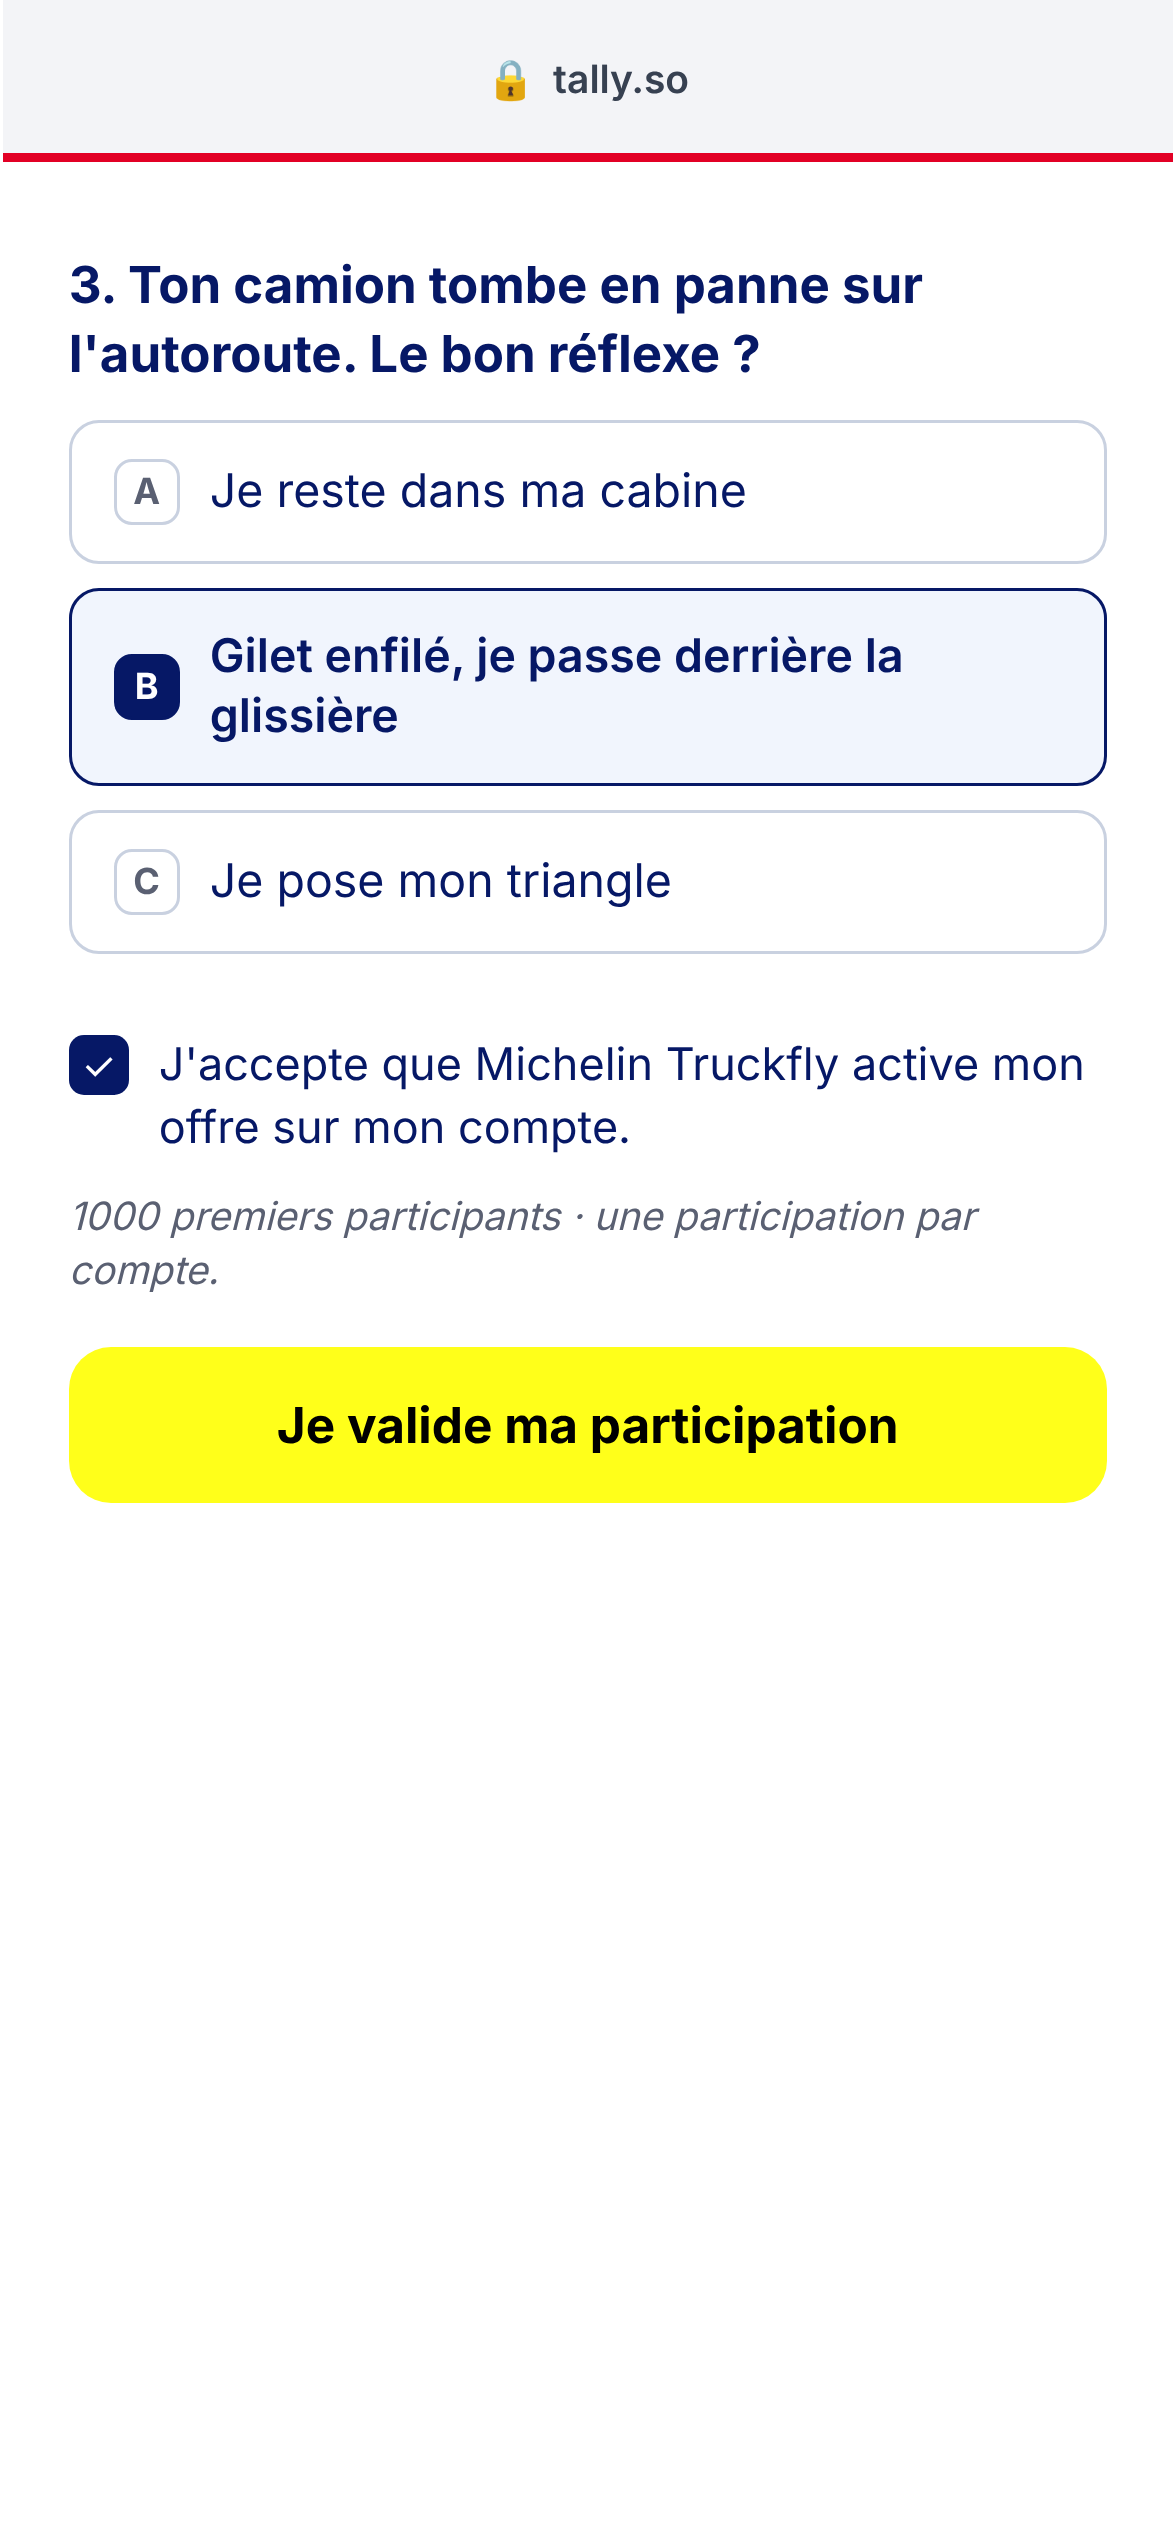 🔒 tally.so
3. Ton camion tombe en panne sur
l'autoroute. Le bon réflexe ?
A Je reste dans ma cabine
B Gilet enfilé, je passe derrière la
glissière
C Je pose mon triangle
J'accepte que Michelin Truckfly active mon
offre sur mon compte.
1000 premiers participants · une participation par
compte.
Je valide ma participation